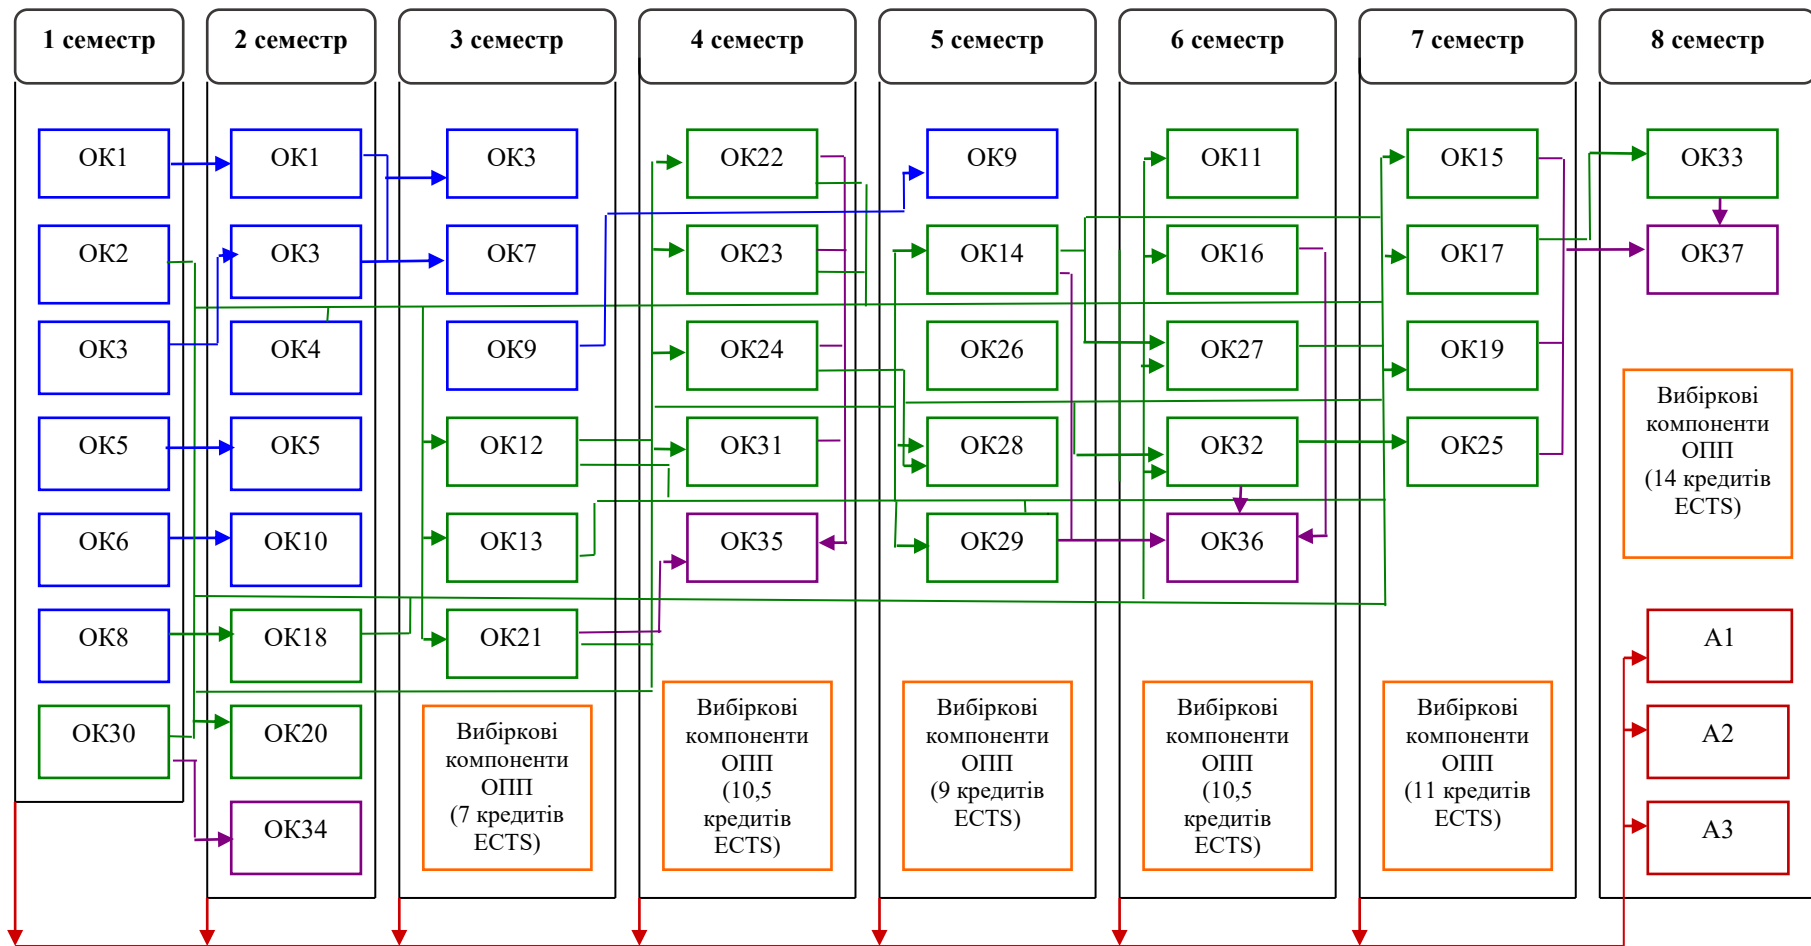 1 семестр
2 семестр
3 семестр
4 семестр
5 семестр
6 семестр
7 семестр
8 семестр
ОК1
ОК2
ОК3
ОК5
ОК6
ОК8
ОК30
ОК1
ОК3
ОК4
ОК5
ОК10
ОК18
ОК20
ОК34
ОК3
ОК7
ОК9
ОК12
ОК13
ОК21
Вибіркові
компоненти
ОПП
(7 кредитів
ECTS)
ОК22
ОК23
ОК24
ОК31
ОК35
Вибіркові
компоненти
ОПП
(10,5
кредитів
ECTS)
ОК9
ОК14
ОК26
ОК28
ОК29
Вибіркові
компоненти
ОПП
(9 кредитів
ECTS)
ОК11
ОК16
ОК27
ОК32
ОК36
Вибіркові
компоненти
ОПП
(10,5
кредитів
ECTS)
ОК15
ОК17
ОК19
ОК25
Вибіркові
компоненти
ОПП
(11 кредитів
ECTS)
ОК33
ОК37
Вибіркові
компоненти
ОПП
(14 кредитів
ECTS)
А1
А2
А3